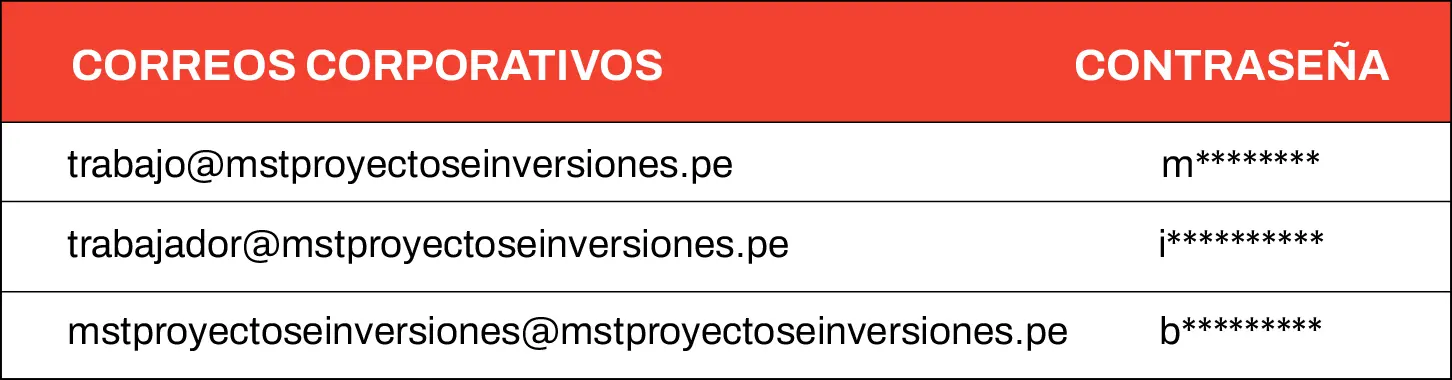 CORREOS CORPORATIVOS CONTRASEÑA
trabajo@mstproyectoseinversiones.pe m********
trabajador@mstproyectoseinversiones.pe i**********
mstproyectoseinversiones@mstproyectoseinversiones.pe b*********